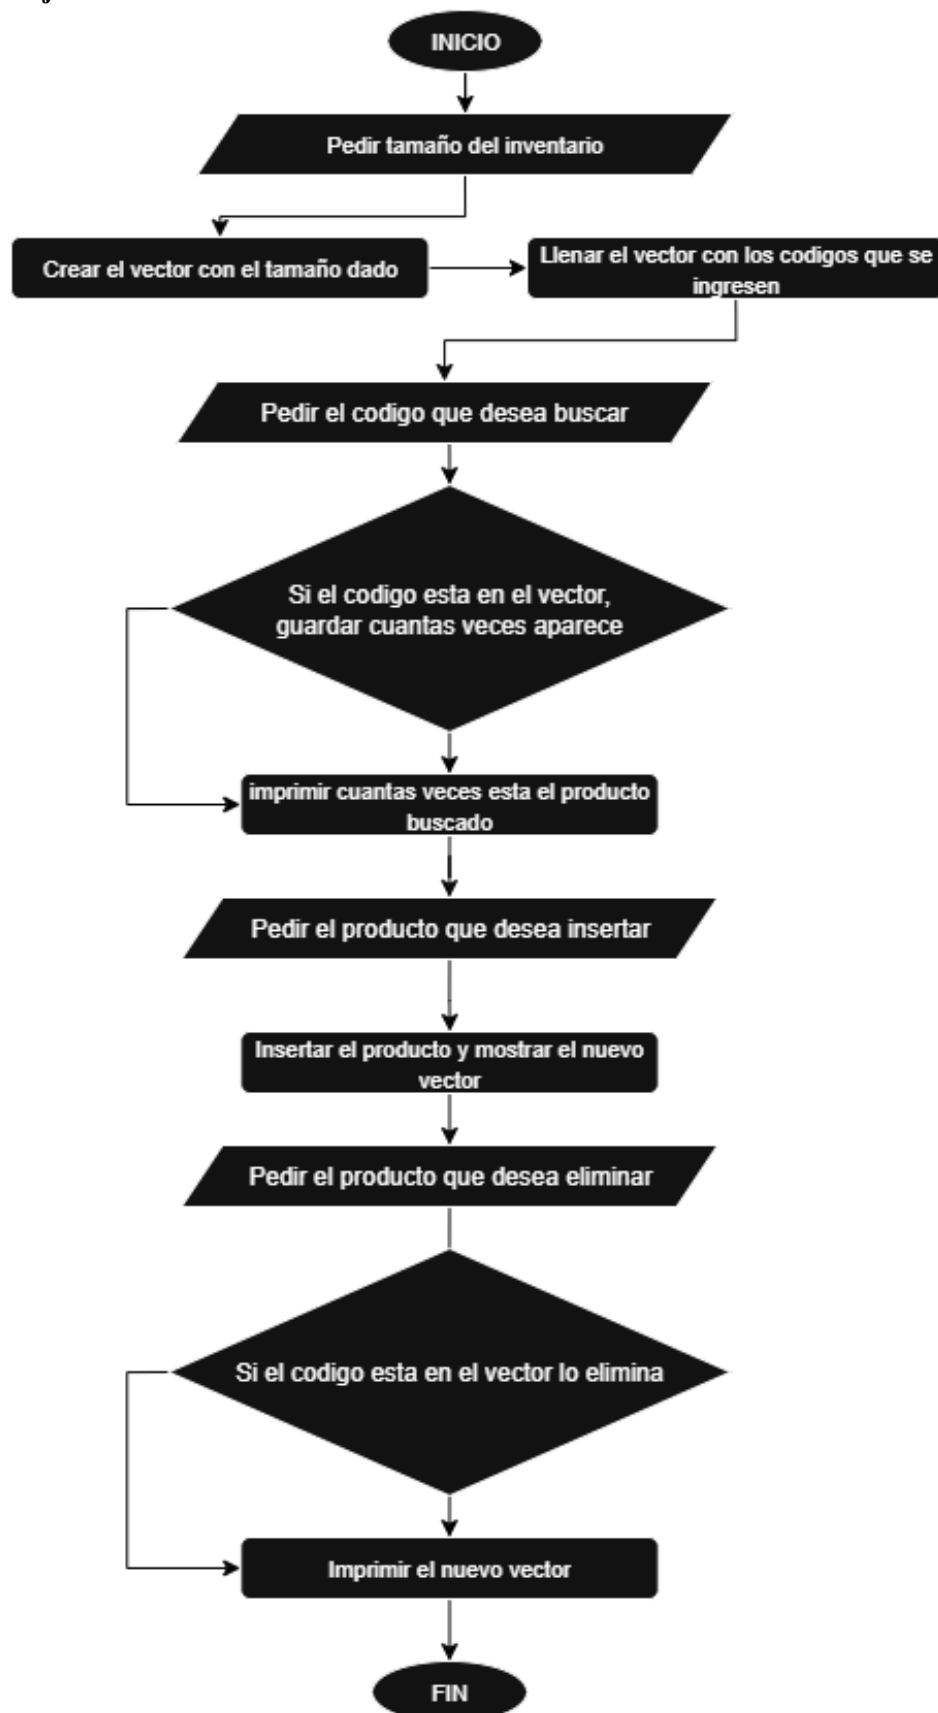 INICIO
Pedir tamaño del inventario
Crear el vector con el tamaño dado
Llenar el vector con los codigos que se
ingresen
Pedir el codigo que desea buscar
Si el codigo esta en el vector,
guardar cuantas veces aparece
imprimir cuantas veces esta el producto
buscado
Pedir el producto que desea insertar
Insertar el producto y mostrar el nuevo
vector
Pedir el producto que desea eliminar
Si el codigo esta en el vector lo elimina
Imprimir el nuevo vector
FIN